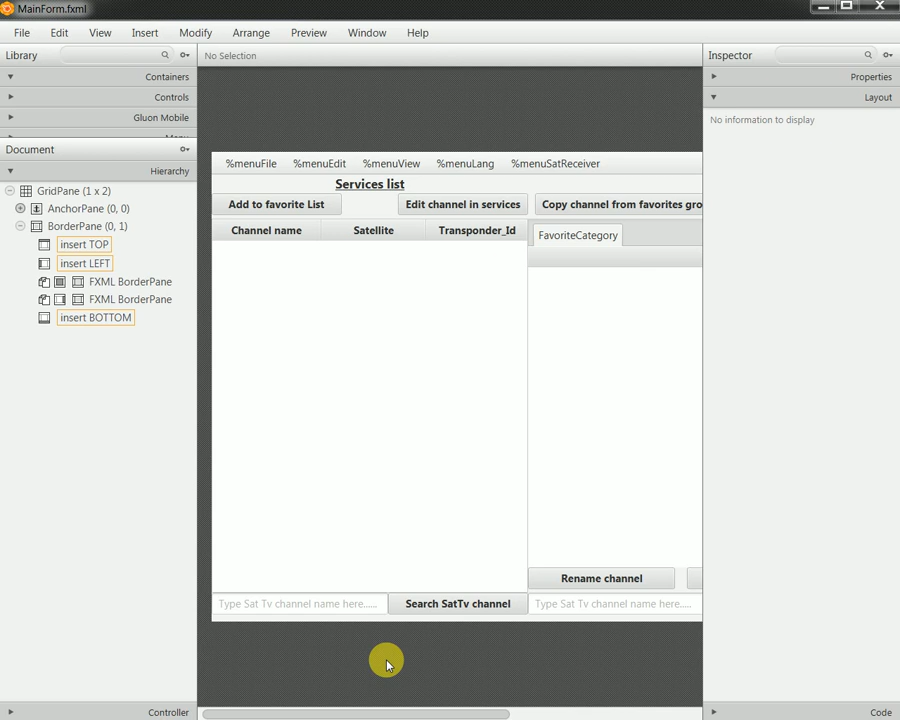 MainForm.fxml
File Edit View Insert Modify Arrange Preview Window Help
Library
No Selection
Inspector
Containers
Controls
Gluon Mobile
Properties
Layout
No information to display
Document
Hierarchy
GridPane (1 x 2)
AnchorPane (0, 0)
BorderPane (0, 1)
insert TOP
insert LEFT
FXML BorderPane
FXML BorderPane
insert BOTTOM
%menuFile %menuEdit %menuView %menuLang %menuSatReceiver
Services list
Add to favorite List Edit channel in services Copy channel from favorites gro
Channel name Satellite Transponder_Id
FavoriteCategory
Rename channel
Type Sat Tv channel name here...... Search SatTv channel Type Sat Tv channel name here.....
Controller
Code